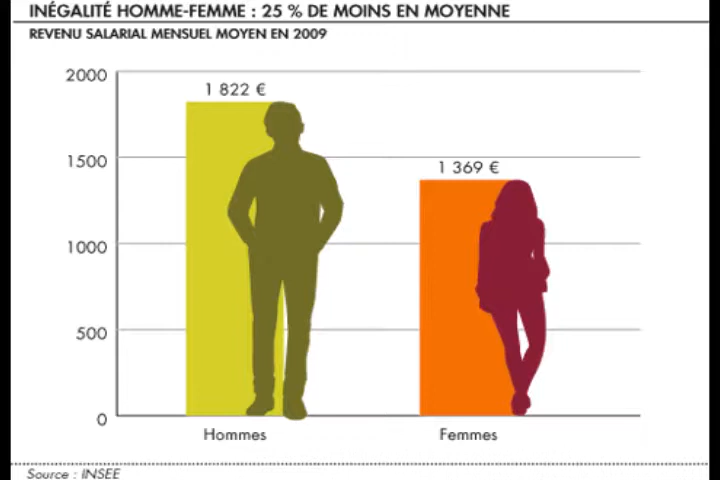 INÉGALITÉ HOMME-FEMME : 25 % DE MOINS EN MOYENNE
REVENU SALARIAL MENSUEL MOYEN EN 2009
2000
1 822 €
1500
1 369 €
1000
500
0
Hommes Femmes
Source : INSEE